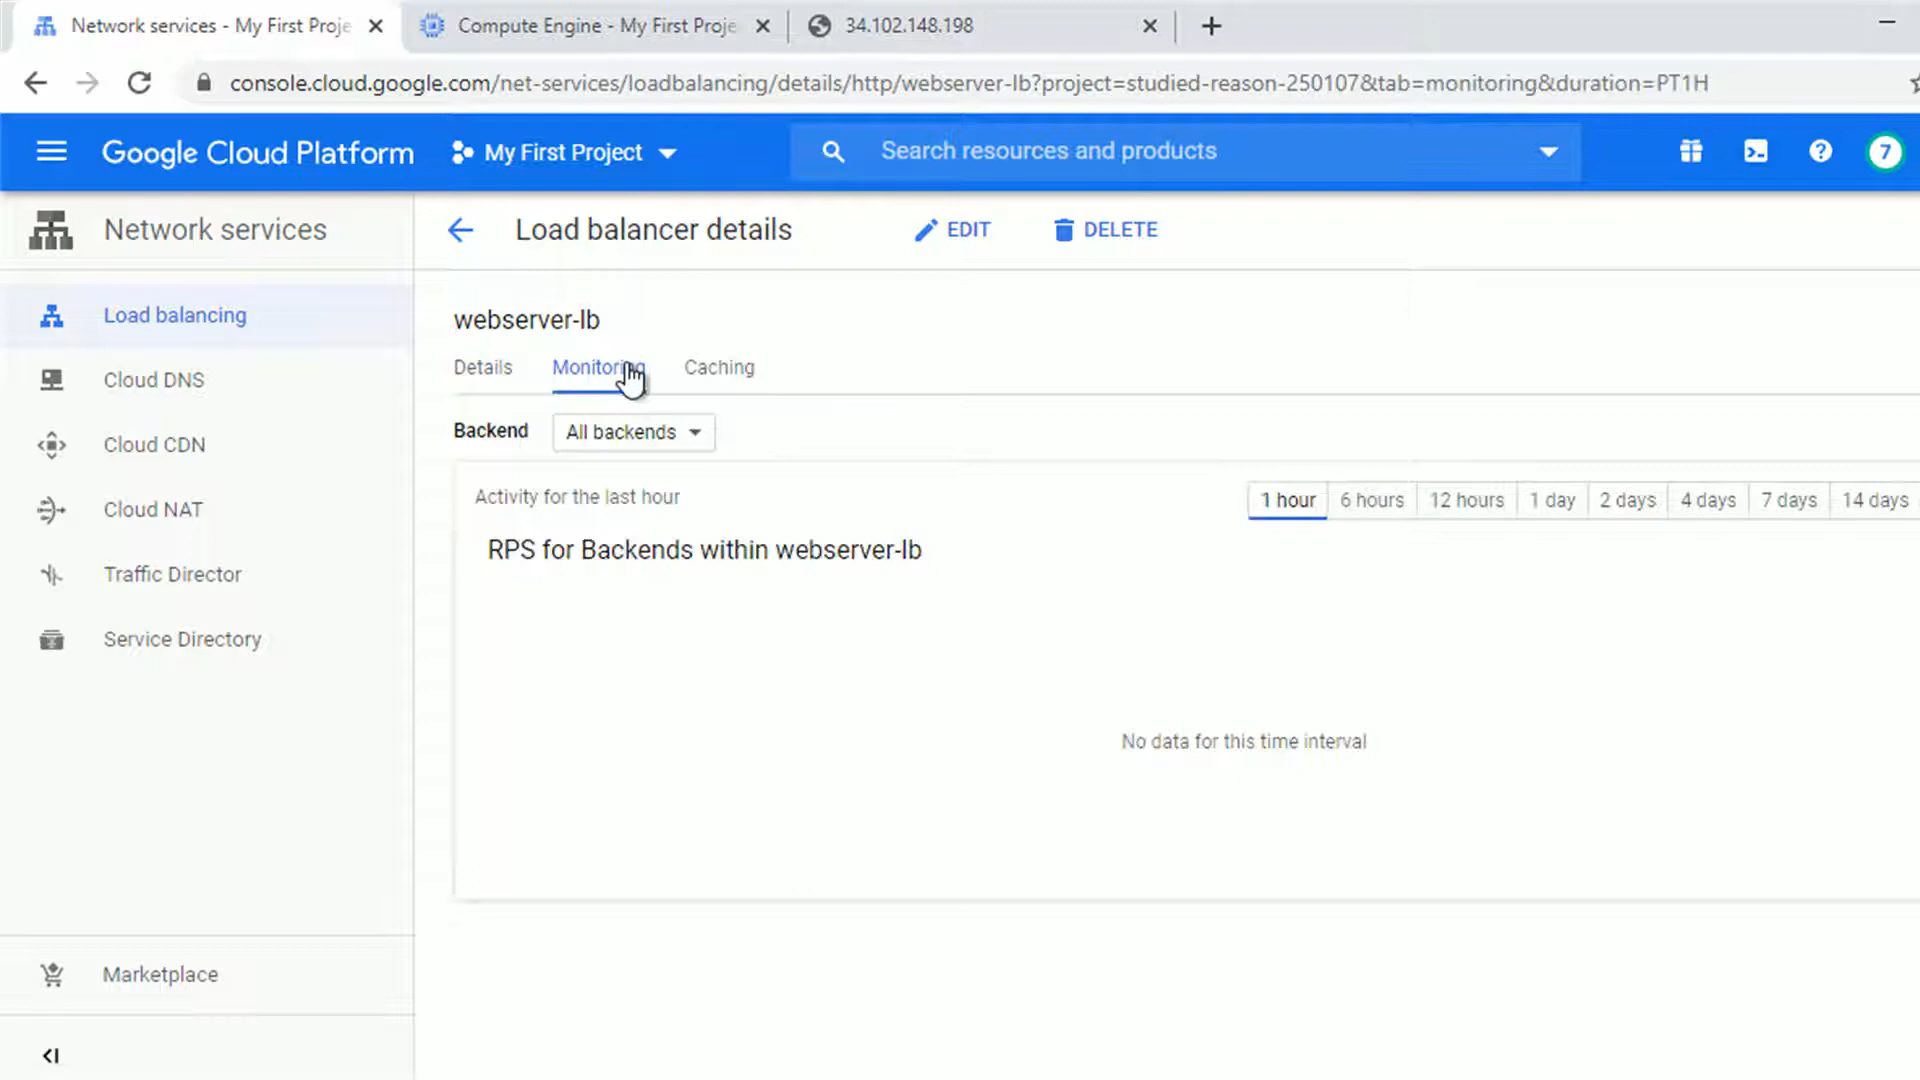 Network services - My First Proje
Compute Engine - My First Proje
34.102.148.198
console.cloud.google.com/net-services/loadbalancing/details/http/webserver-lb?project=studied-reason-250107&tab=monitoring&duration=PT1H
Google Cloud Platform
My First Project
Search resources and products
7
Network services
Load balancer details
EDIT
DELETE
Load balancing
Cloud DNS
Cloud CDN
Cloud NAT
Traffic Director
Service Directory
Marketplace
webserver-lb
Details
Monitoring
Caching
Backend
All backends
Activity for the last hour
1 hour
6 hours
12 hours
1 day
2 days
4 days
7 days
14 days
RPS for Backends within webserver-lb
No data for this time interval